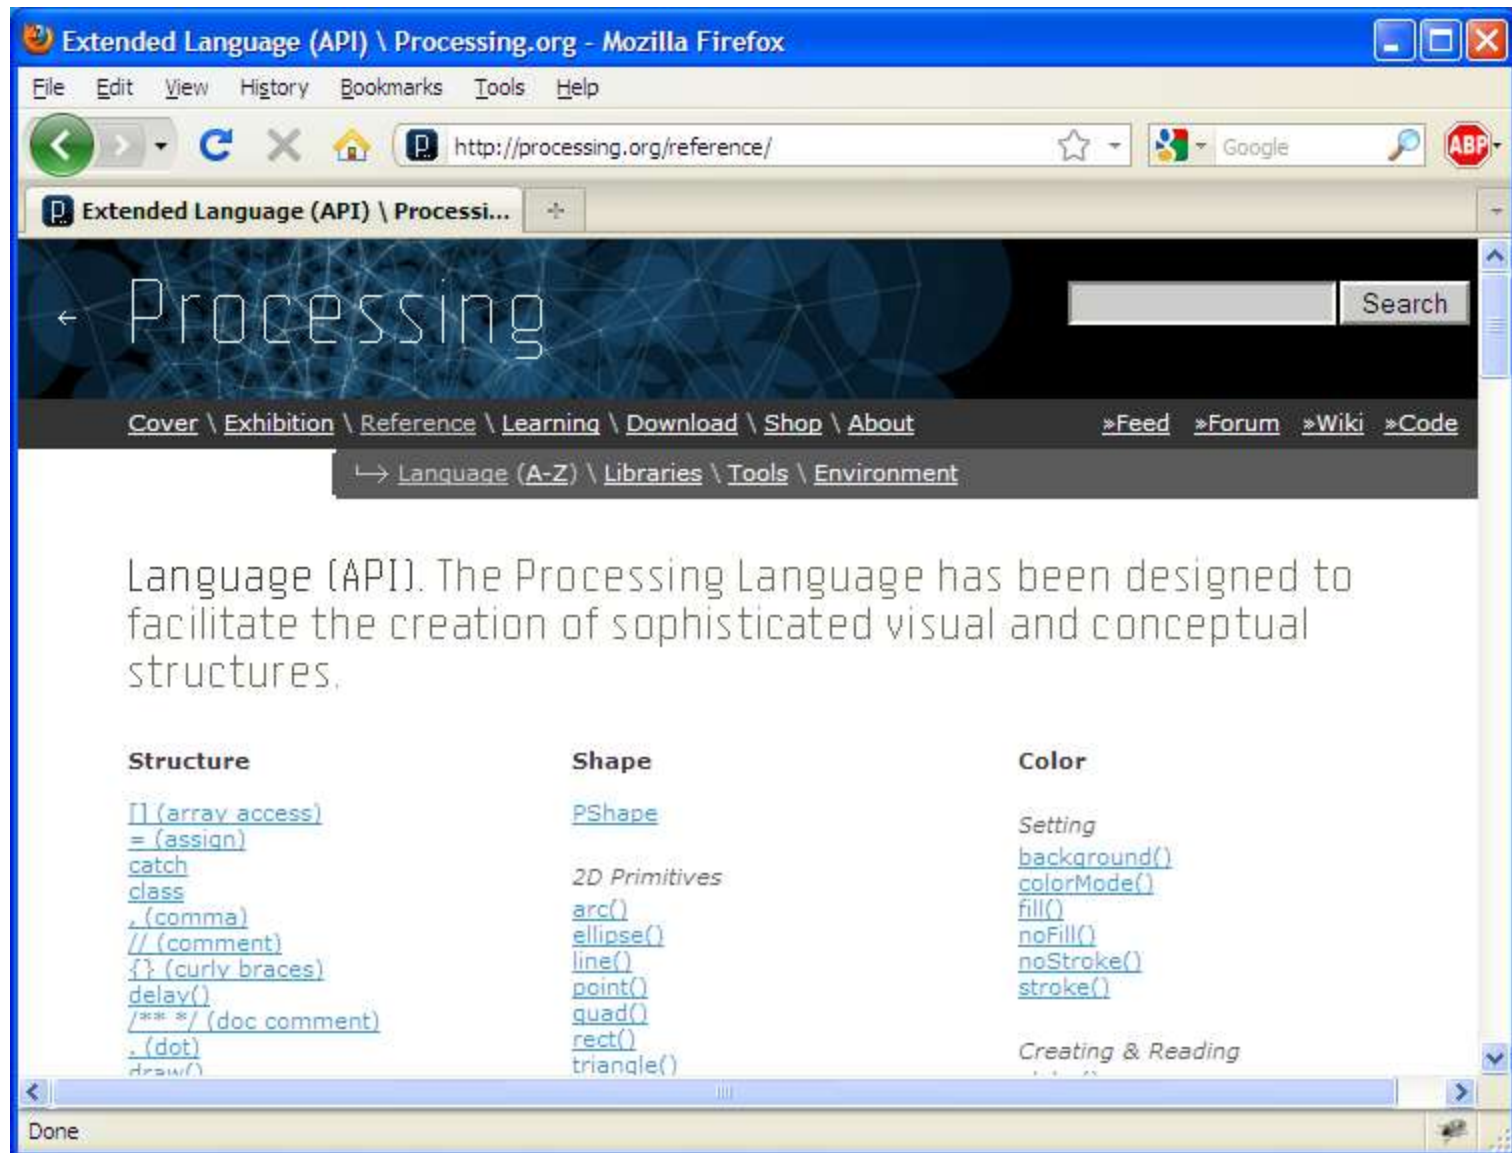 Extended Language (API) \ Processing.org - Mozilla Firefox
File Edit View History Bookmarks Tools Help
http://processing.org/reference/ Google ABP
Extended Language (API) \ Processi...
← Processing Search
Cover \ Exhibition \ Reference \ Learning \ Download \ Shop \ About »Feed »Forum »Wiki »Code
Language (A-Z) \ Libraries \ Tools \ Environment
Language (API). The Processing Language has been designed to
facilitate the creation of sophisticated visual and conceptual
structures.
Structure
[] (array access)
= (assign)
catch
class
, (comma)
// (comment)
{} (curly braces)
delay()
/** */ (doc comment)
. (dot)
draw()
Shape
PShape
2D Primitives
arc()
ellipse()
line()
point()
quad()
rect()
triangle()
Color
Setting
background()
colorMode()
fill()
noFill()
noStroke()
stroke()
Creating & Reading
Done